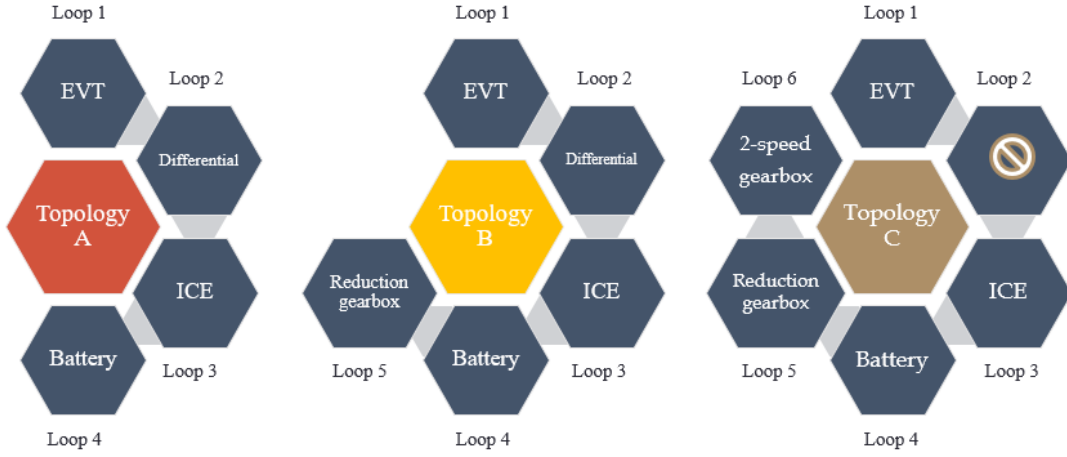 Loop 1
EVT
Loop 2
Differential
Topology
A
ICE
Battery
Loop 3
Loop 4
Loop 1
EVT
Loop 2
Differential
Topology
B
Reduction
gearbox
ICE
Battery
Loop 5
Loop 3
Loop 4
Loop 1
EVT
Loop 6
Loop 2
2-speed
gearbox
Topology
C
Reduction
gearbox
ICE
Battery
Loop 5
Loop 3
Loop 4